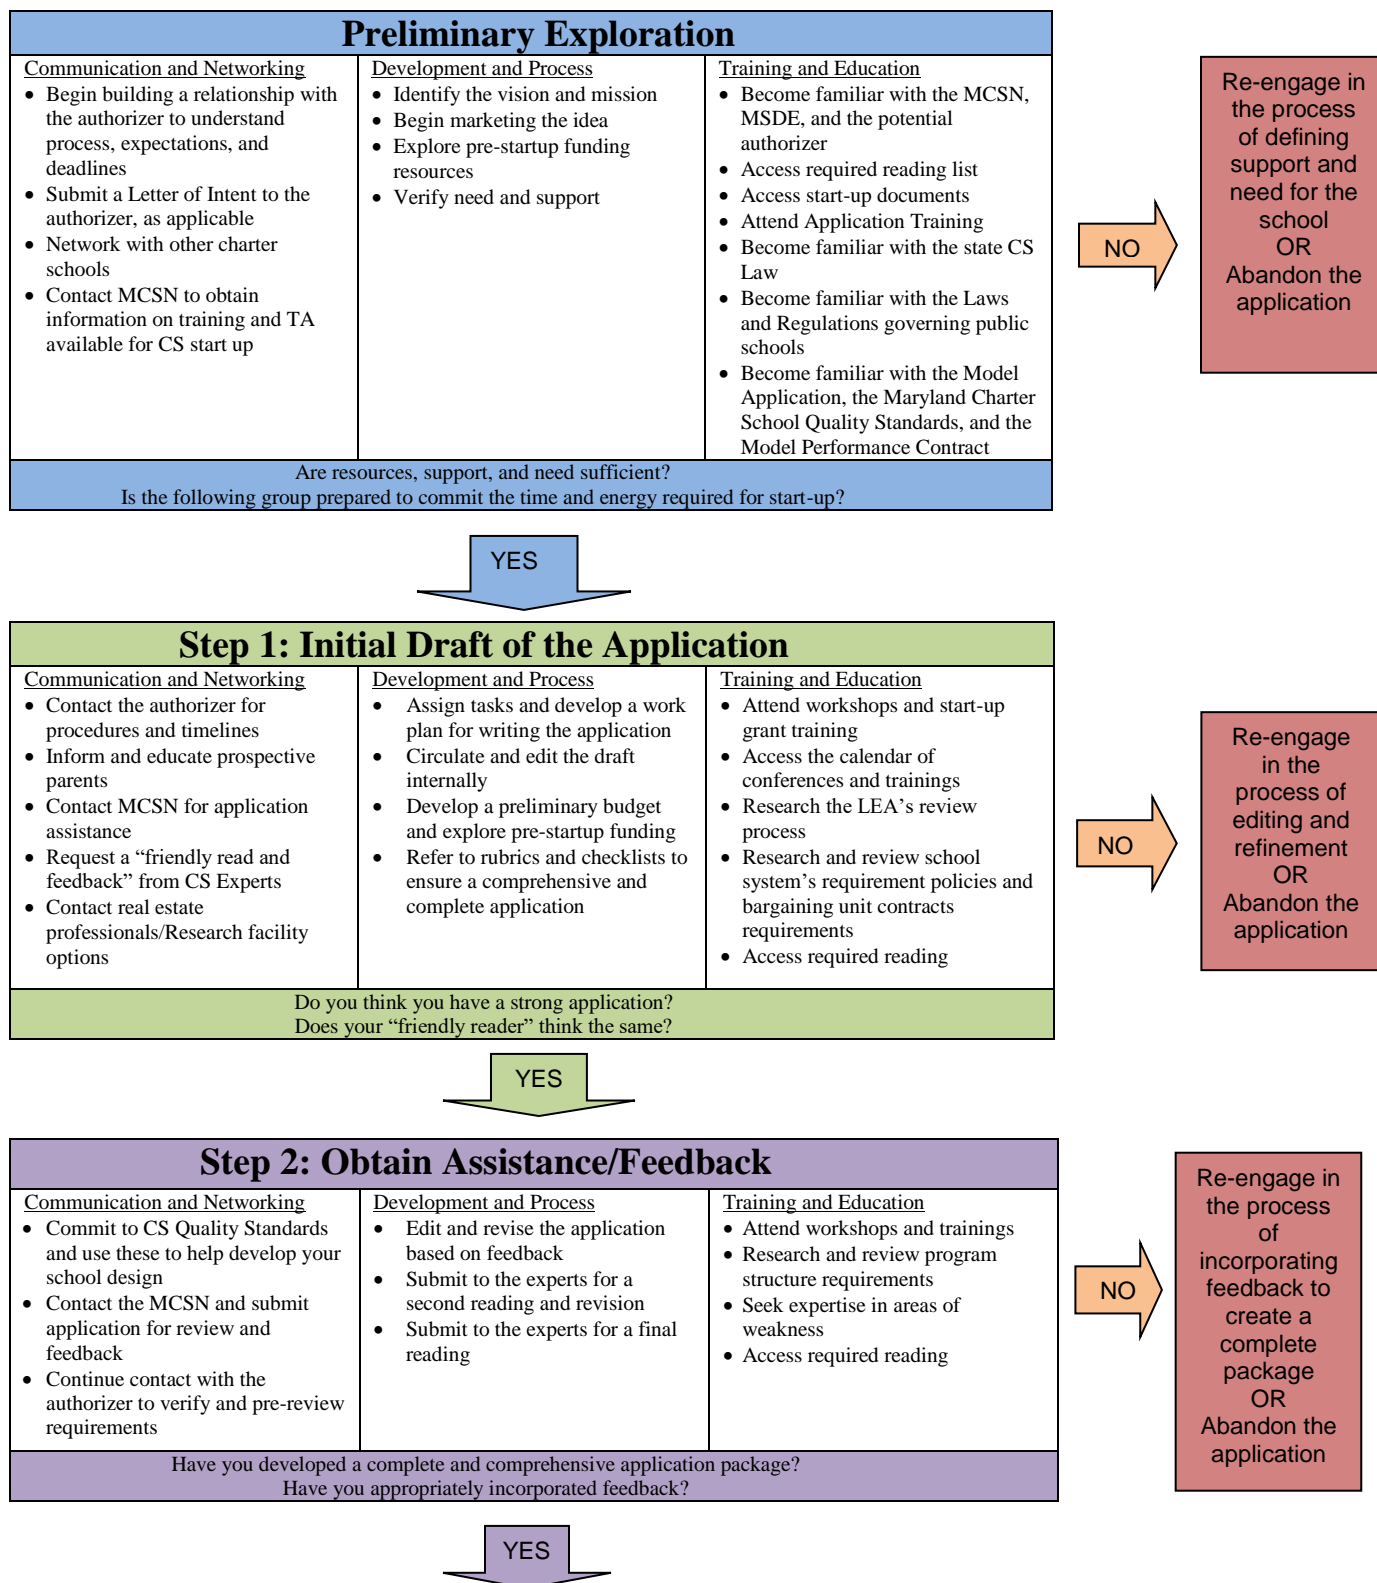 Preliminary Exploration
Communication and Networking
• Begin building a relationship with
the authorizer to understand
process, expectations, and
deadlines
• Submit a Letter of Intent to the
authorizer, as applicable
• Network with other charter
schools
• Contact MCSN to obtain
information on training and TA
available for CS start up
Development and Process
• Identify the vision and mission
• Begin marketing the idea
• Explore pre-startup funding
resources
• Verify need and support
Training and Education
• Become familiar with the MCSN,
MSDE, and the potential
authorizer
• Access required reading list
• Access start-up documents
• Attend Application Training
• Become familiar with the state CS
Law
• Become familiar with the Laws
and Regulations governing public
schools
• Become familiar with the Model
Application, the Maryland Charter
School Quality Standards, and the
Model Performance Contract
Are resources, support, and need sufficient?
Is the following group prepared to commit the time and energy required for start-up?
NO
Re-engage in
the process
of defining
support and
need for the
school
OR
Abandon the
application
YES
Step 1: Initial Draft of the Application
Communication and Networking
• Contact the authorizer for
procedures and timelines
• Inform and educate prospective
parents
• Contact MCSN for application
assistance
• Request a “friendly read and
feedback” from CS Experts
• Contact real estate
professionals/Research facility
options
Development and Process
• Assign tasks and develop a work
plan for writing the application
• Circulate and edit the draft
internally
• Develop a preliminary budget
and explore pre-startup funding
• Refer to rubrics and checklists to
ensure a comprehensive and
complete application
Training and Education
• Attend workshops and start-up
grant training
• Access the calendar of
conferences and trainings
• Research the LEA’s review
process
• Research and review school
system’s requirement policies and
bargaining unit contracts
requirements
• Access required reading
Do you think you have a strong application?
Does your “friendly reader” think the same?
NO
Re-engage
in the
process of
editing and
refinement
OR
Abandon the
application
YES
Step 2: Obtain Assistance/Feedback
Communication and Networking
• Commit to CS Quality Standards
and use these to help develop your
school design
• Contact the MCSN and submit
application for review and
feedback
• Continue contact with the
authorizer to verify and pre-review
requirements
Development and Process
• Edit and revise the application
based on feedback
• Submit to the experts for a
second reading and revision
• Submit to the experts for a final
reading
Training and Education
• Attend workshops and trainings
• Research and review program
structure requirements
• Seek expertise in areas of
weakness
• Access required reading
Have you developed a complete and comprehensive application package?
Have you appropriately incorporated feedback?
NO
Re-engage in
the process
of
incorporating
feedback to
create a
complete
package
OR
Abandon the
application
YES